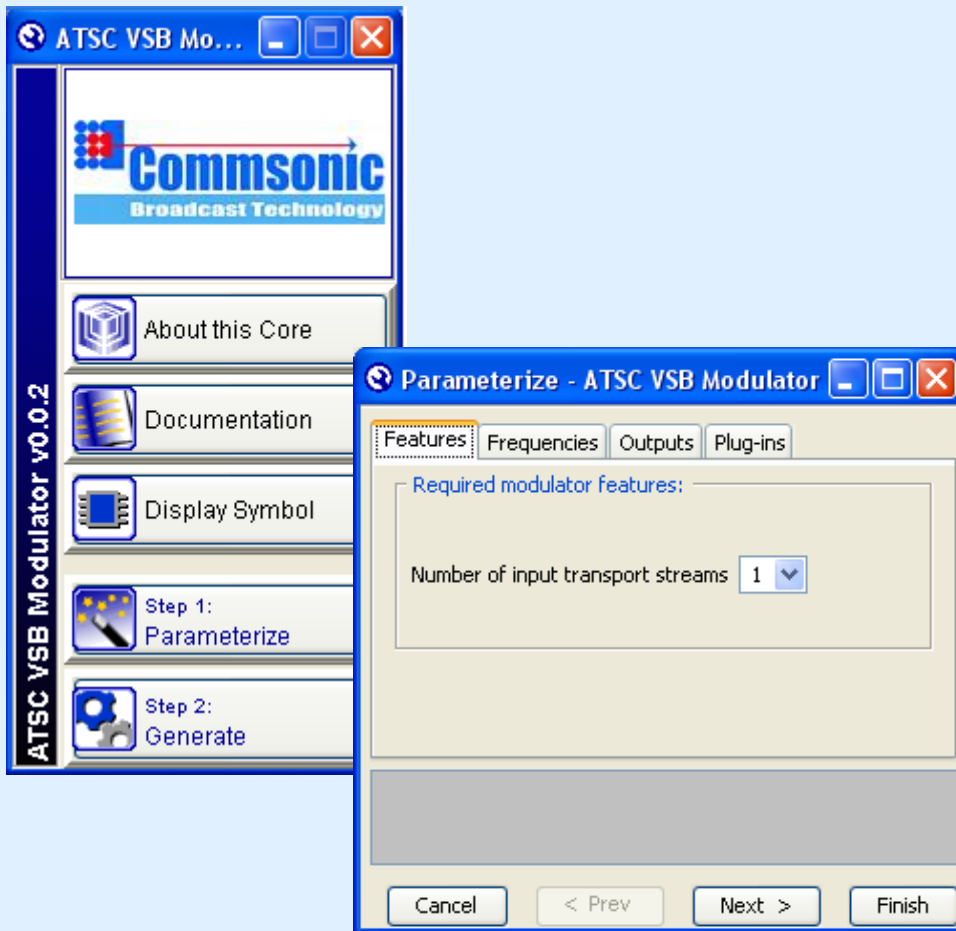 ATSC VSB Mo...
Commsonic
Broadcast Technology
ATSC VSB Modulator v0.0.2
About this Core
Documentation
Display Symbol
Step 1:
Parameterize
Step 2:
Generate
Parameterize - ATSC VSB Modulator
Features Frequencies Outputs Plug-ins
Required modulator features:
Number of input transport streams 1
Cancel < Prev Next > Finish